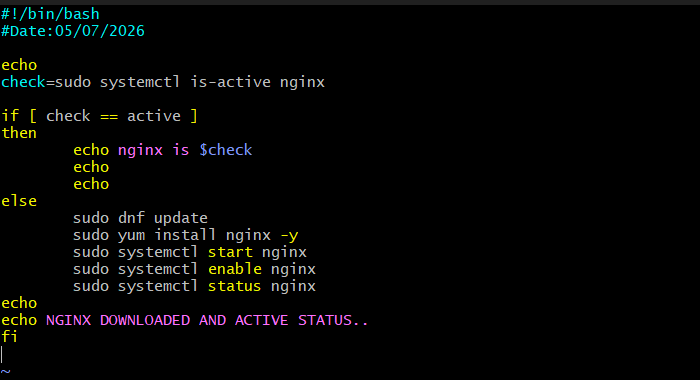 #!/bin/bash
#Date:05/07/2026

echo
check=sudo systemctl is-active nginx

if [ check == active ]
then
        echo nginx is $check
        echo
        echo
else
        sudo dnf update
        sudo yum install nginx -y
        sudo systemctl start nginx
        sudo systemctl enable nginx
        sudo systemctl status nginx
echo
echo NGINX DOWNLOADED AND ACTIVE STATUS..
fi

~